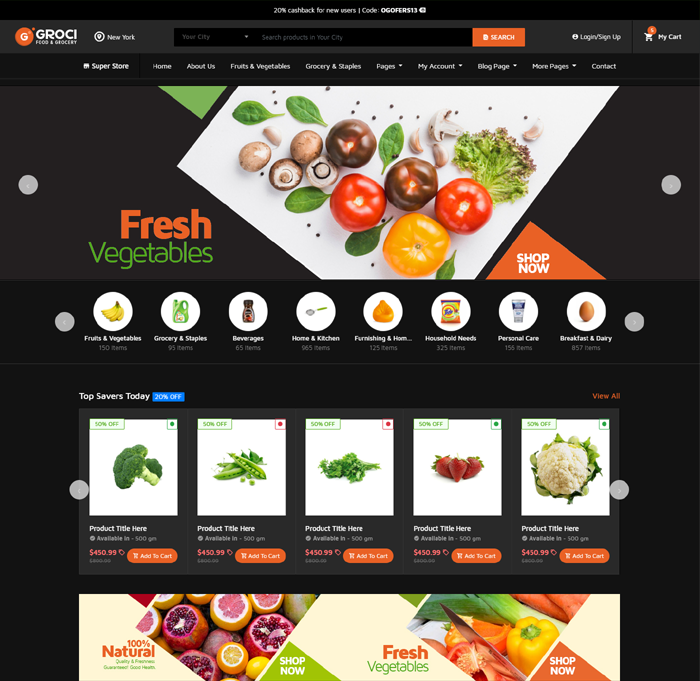 20% cashback for new users | Code: OGOFERS13
GROCI
FOOD & GROCERY
New York
Your City
Search products in Your City
SEARCH
Login/Sign Up
5
My Cart
Super Store
Home
About Us
Fruits & Vegetables
Grocery & Staples
Pages
My Account
Blog Page
More Pages
Contact
Fresh
Vegetables
SHOP
NOW
Fruits & Vegetables
150 Items
Grocery & Staples
95 Items
Beverages
65 Items
Home & Kitchen
965 Items
Furnishing & Hom...
125 Items
Household Needs
325 Items
Personal Care
156 Items
Breakfast & Dairy
857 Items
Top Savers Today
20% OFF
View All
50% OFF
Product Title Here
Available in - 500 gm
$450.99
Add To Cart
$800.99
50% OFF
Product Title Here
Available in - 500 gm
$450.99
Add To Cart
$800.99
50% OFF
Product Title Here
Available in - 500 gm
$450.99
Add To Cart
$800.99
50% OFF
Product Title Here
Available in - 500 gm
$450.99
Add To Cart
$800.99
50% OFF
Product Title Here
Available in - 500 gm
$450.99
Add To Cart
$800.99
100%
Natural
Quality & Freshness
Guaranteed! Good Health
SHOP
NOW
Fresh
Vegetables
SHOP
NOW